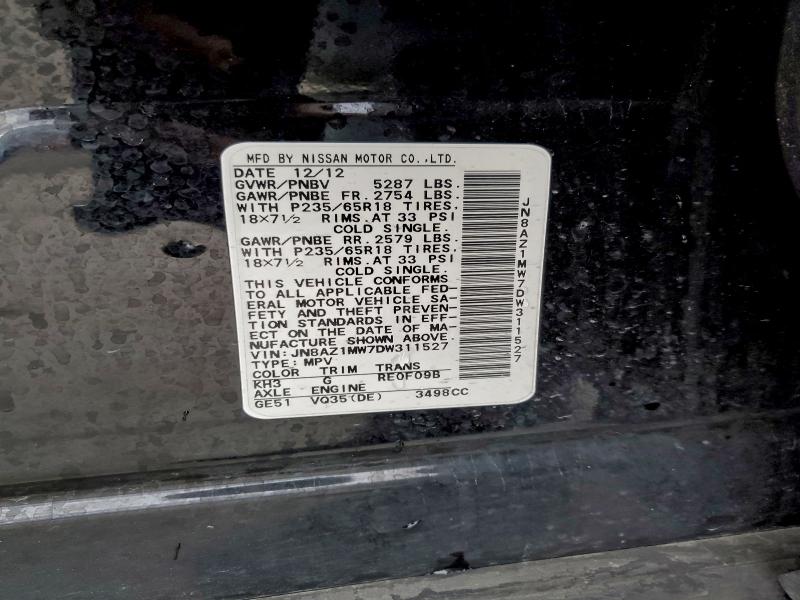 MFD BY NISSAN MOTOR CO.,LTD.
DATE 12/12
GVWR/PNBV 5287 LBS.
GAWR/PNBE FR. 2754 LBS.
WITH P235/65R18 TIRES.
18×7½ RIMS.AT 33 PSI
COLD SINGLE.
GAWR/PNBE RR. 2579 LBS.
WITH P235/65R18 TIRES.
18×7½ RIMS.AT 33 PSI
COLD SINGLE.
THIS VEHICLE CONFORMS
TO ALL APPLICABLE FED-
ERAL MOTOR VEHICLE SA-
FETY AND THEFT PREVEN-
TION STANDARDS IN EFF-
ECT ON THE DATE OF MA-
NUFACTURE SHOWN ABOVE.
VIN: JN8AZ1MW7DW311527
TYPE: MPV
COLOR TRIM TRANS
KH3 G RE0F09B
AXLE ENGINE
GE51 VQ35(DE) 3498CC
JN8AZ1MW7DW311527